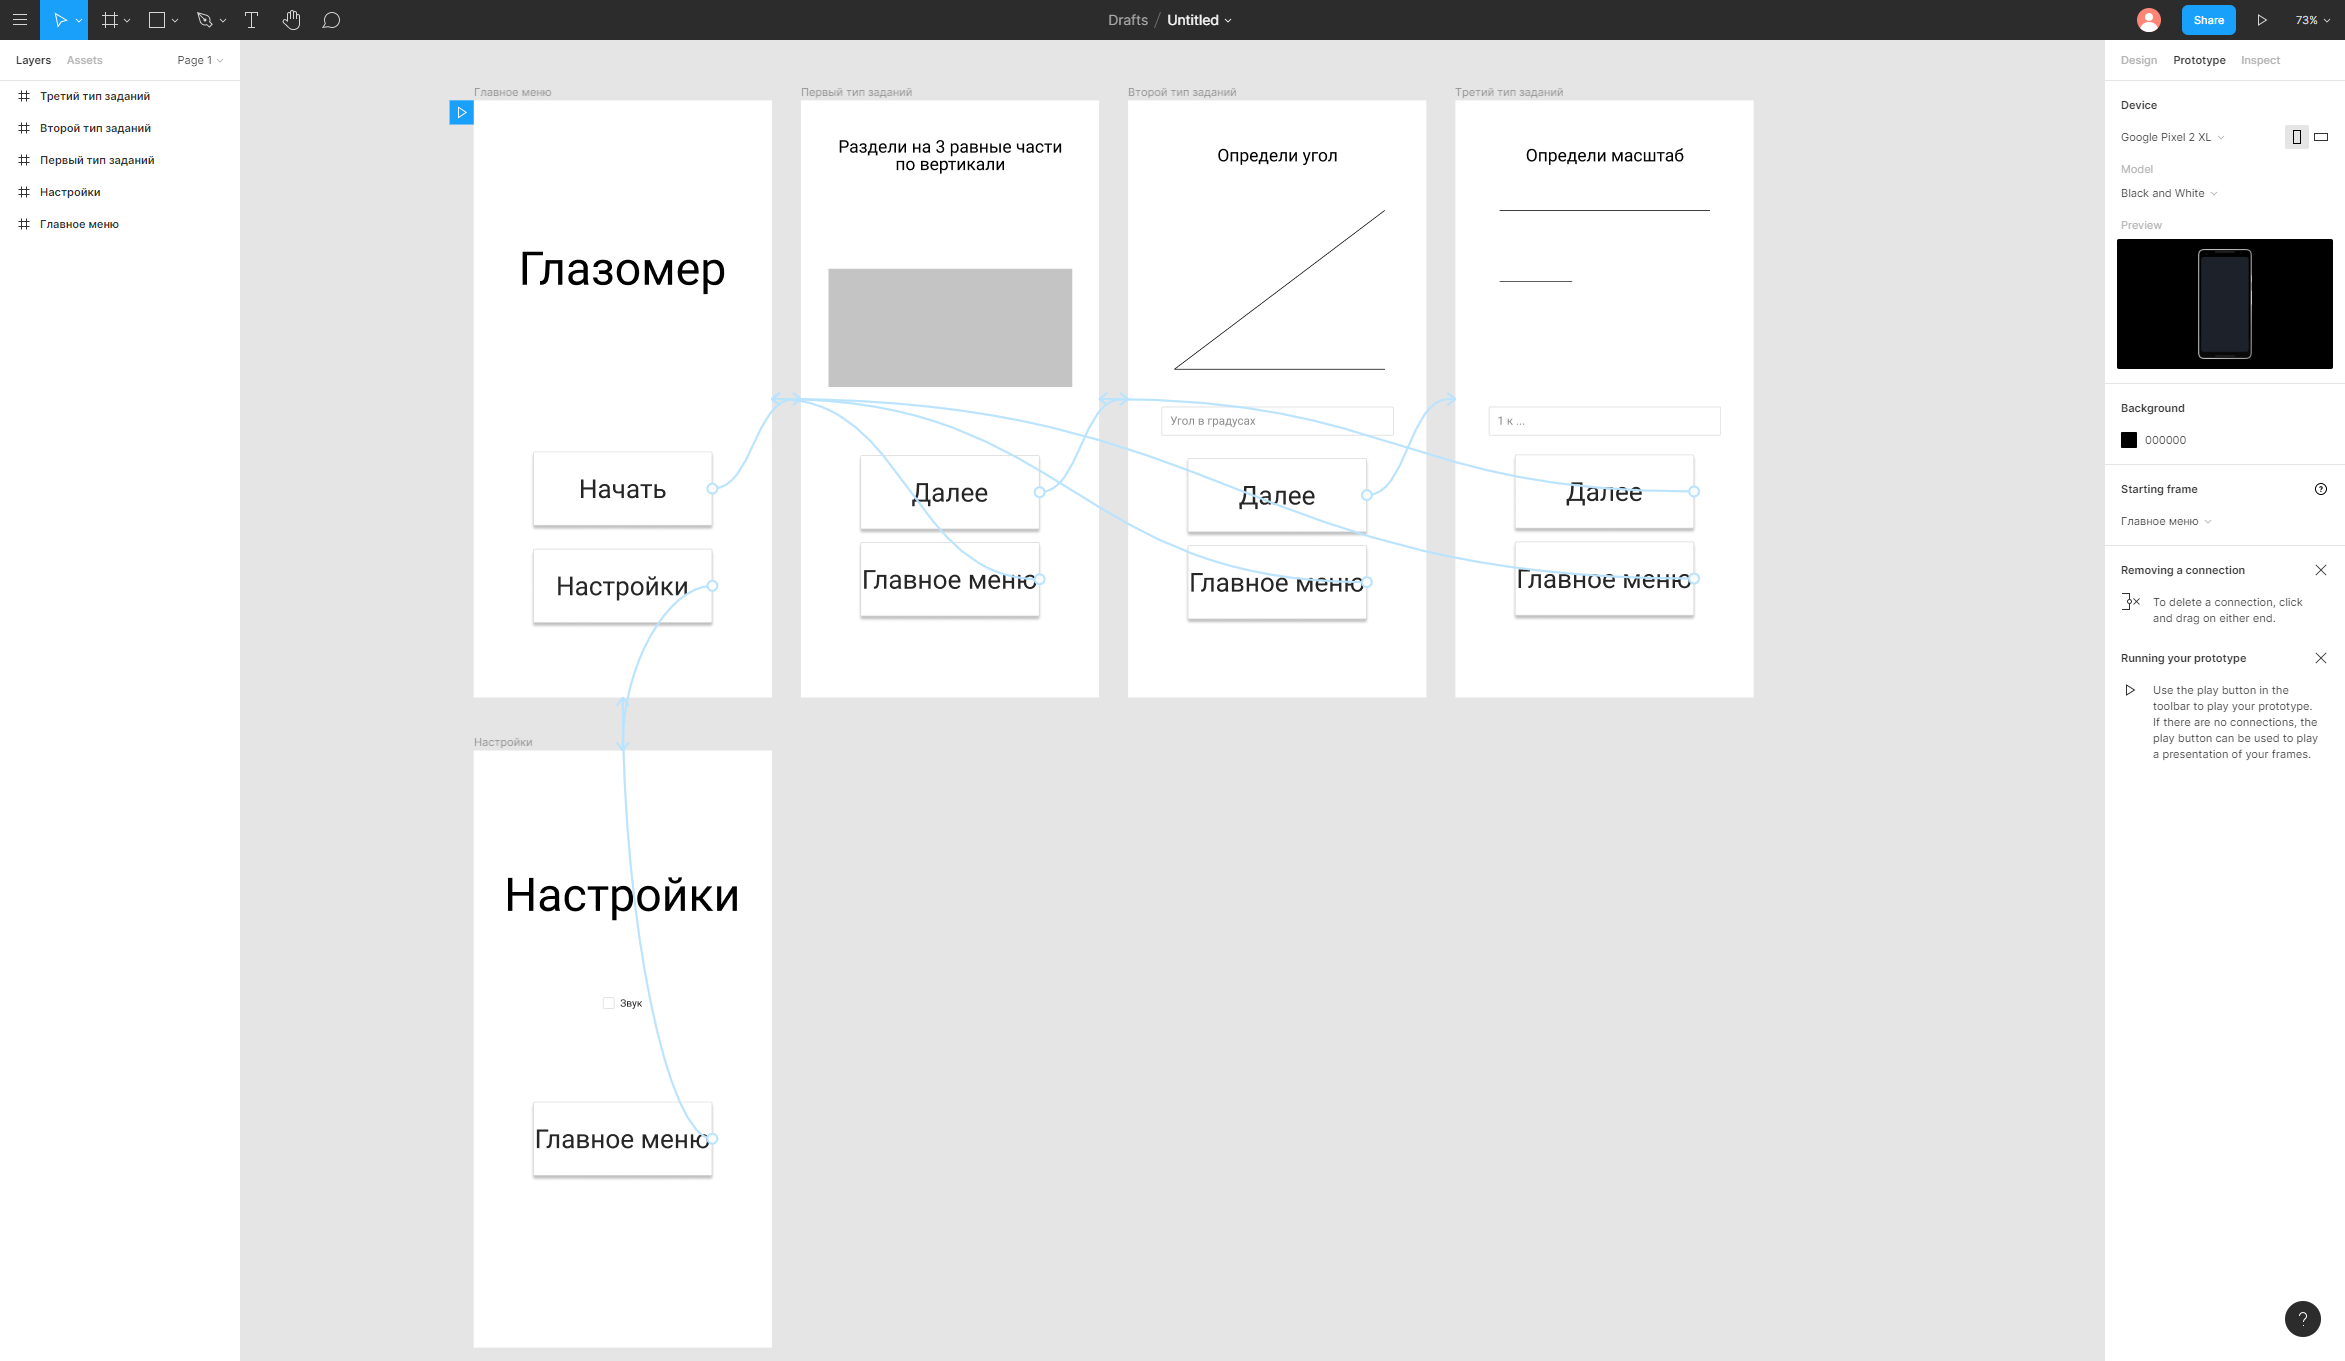 Drafts / Untitled
Share
73%
Layers
Assets
Page 1
Третий тип заданий
Второй тип заданий
Первый тип заданий
Настройки
Главное меню
Главное меню
Глазомер
Начать
Настройки
Первый тип заданий
Раздели на 3 равные части
по вертикали
Далее
Главное меню
Второй тип заданий
Определи угол
Угол в градусах
Далее
Главное меню
Третий тип заданий
Определи масштаб
1 к ...
Далее
Главное меню
Настройки
Настройки
Звук
Главное меню
Design
Prototype
Inspect
Device
Google Pixel 2 XL
Model
Black and White
Preview
Background
000000
Starting frame
Главное меню
Removing a connection
To delete a connection, click
and drag on either end.
Running your prototype
Use the play button in the
toolbar to play your prototype.
If there are no connections, the
play button can be used to play
a presentation of your frames.
?